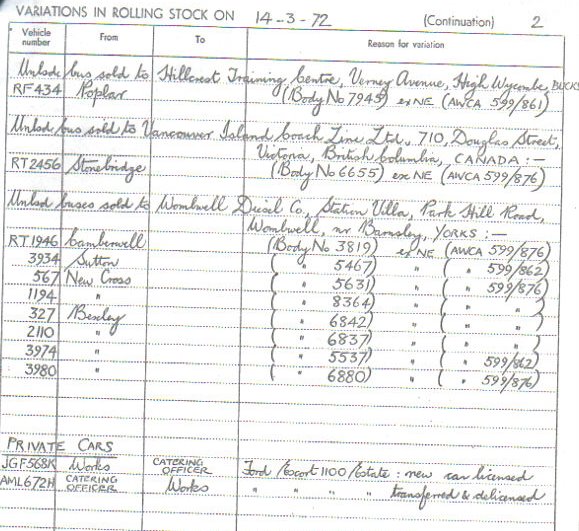 VARIATIONS IN ROLLING STOCK ON 14-3-72 (Continuation) 2
Vehicle number From To Reason for variation
Unlsd bus sold to Hillcrest Training Centre, Verney Avenue, High Wycombe, BUCKS
RF434 Poplar (Body No 7945) ex NE (AWCA 599/861)
Unlsd bus sold to Vancouver Island Coach Line Ltd., 710, Douglas Street,
Victoria, British Columbia, CANADA :—
RT2456 Stonebridge (Body No 6655) ex NE (AWCA 599/876)
Unlsd buses sold to Wombwell Diesel Co., Station Villa, Park Hill Road,
Wombwell, nr Barnsley, YORKS :—
RT1946 Camberwell (Body No 3819) ex NE (AWCA 599/876)
3934 Sutton ( " 5467) " ( " 599/862)
567 New Cross ( " 5631) " ( " 599/876)
1194 " ( " 8364) " ( " " )
327 Bexley ( " 6842) " ( " " )
2110 " ( " 6837) " ( " " )
3974 " ( " 5537) " ( " 599/862)
3980 " ( " 6880) " ( " 599/876)
PRIVATE CARS
JGF568K Works CATERING OFFICER Ford Escort 1100 Estate : new car licensed
AML672H CATERING OFFICER Works " " " " transferred & delicensed